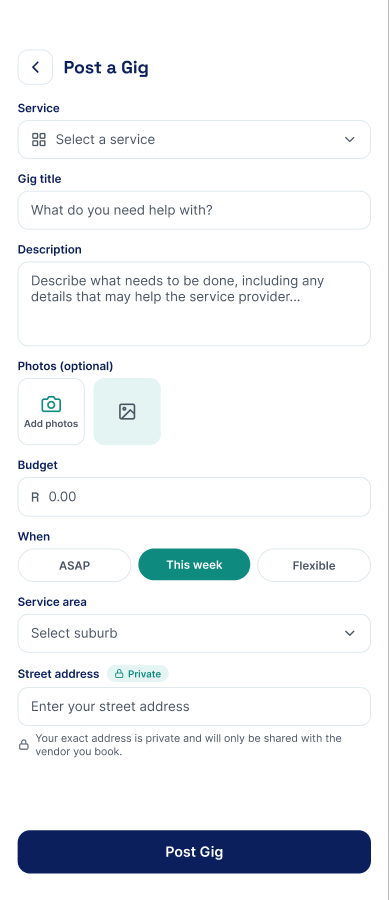 Post a Gig
Service
Select a service
Gig title
What do you need help with?
Description
Describe what needs to be done, including any
details that may help the service provider...
Photos (optional)
Add photos
Budget
R 0.00
When
ASAP
This week
Flexible
Service area
Select suburb
Street address
Private
Enter your street address
Your exact address is private and will only be shared with the
vendor you book.
Post Gig